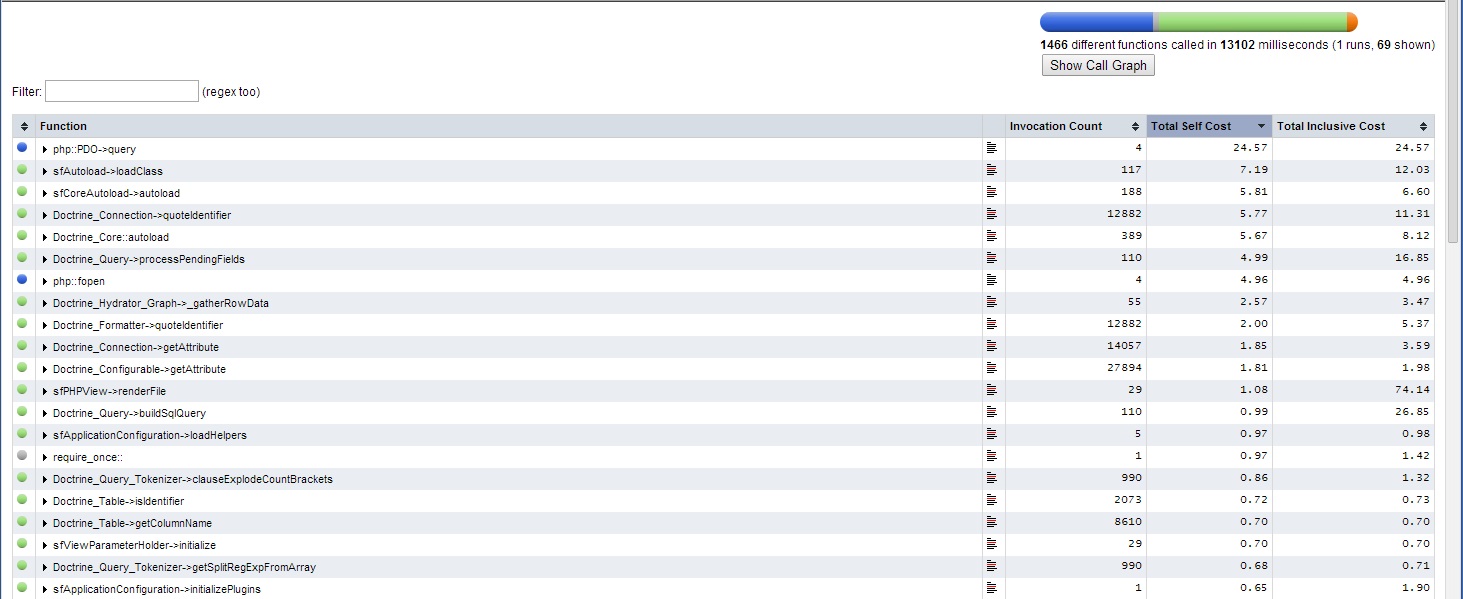 1466 different functions called in 13102 milliseconds (1 runs, 69 shown)
Show Call Graph
Filter: (regex too)
Function Invocation Count Total Self Cost Total Inclusive Cost
php::PDO->query 4 24.57 24.57
sfAutoload->loadClass 117 7.19 12.03
sfCoreAutoload->autoload 188 5.81 6.60
Doctrine_Connection->quoteIdentifier 12882 5.77 11.31
Doctrine_Core::autoload 389 5.67 8.12
Doctrine_Query->processPendingFields 110 4.99 16.85
php::fopen 4 4.96 4.96
Doctrine_Hydrator_Graph->_gatherRowData 55 2.57 3.47
Doctrine_Formatter->quoteIdentifier 12882 2.00 5.37
Doctrine_Connection->getAttribute 14057 1.85 3.59
Doctrine_Configurable->getAttribute 27894 1.81 1.98
sfPHPView->renderFile 29 1.08 74.14
Doctrine_Query->buildSqlQuery 110 0.99 26.85
sfApplicationConfiguration->loadHelpers 5 0.97 0.98
require_once:: 1 0.97 1.42
Doctrine_Query_Tokenizer->clauseExplodeCountBrackets 990 0.86 1.32
Doctrine_Table->isIdentifier 2073 0.72 0.73
Doctrine_Table->getColumnName 8610 0.70 0.70
sfViewParameterHolder->initialize 29 0.70 0.70
Doctrine_Query_Tokenizer->getSplitRegExpFromArray 990 0.68 0.71
sfApplicationConfiguration->initializePlugins 1 0.65 1.90